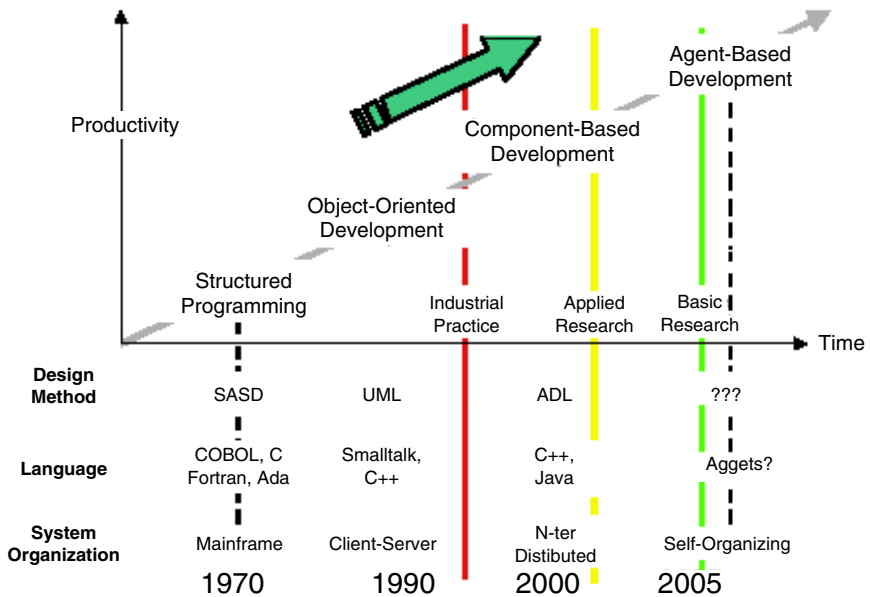 Agent-Based
Development
Productivity
Component-Based
Development
Object-Oriented
Development
Structured
Programming
Industrial
Practice
Applied
Research
Basic
Research
Time
Design
Method
SASD
UML
ADL
???
Language
COBOL, C
Fortran, Ada
Smalltalk,
C++
C++,
Java
Aggets?
System
Organization
Mainframe
Client-Server
N-ter
Distibuted
Self-Organizing
1970
1990
2000
2005